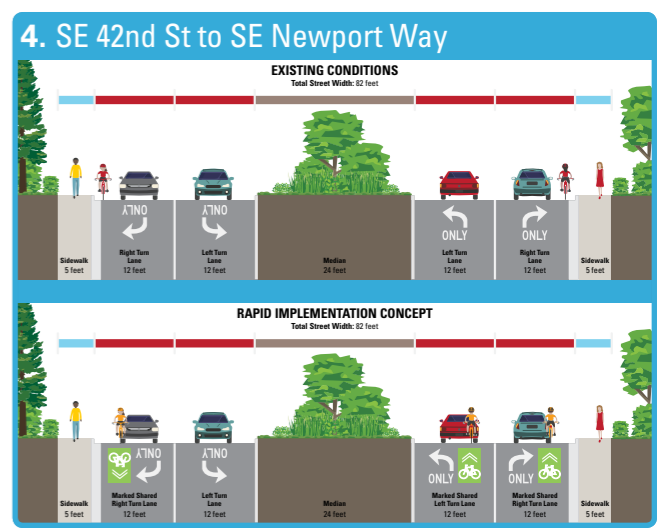 4. SE 42nd St to SE Newport Way
EXISTING CONDITIONS
Total Street Width: 82 feet
ONLY
ONLY
ONLY
ONLY
Sidewalk
5 feet
Right Turn
Lane
12 feet
Left Turn
Lane
12 feet
Median
24 feet
Left Turn
Lane
12 feet
Right Turn
Lane
12 feet
Sidewalk
5 feet
RAPID IMPLEMENTATION CONCEPT
Total Street Width: 82 feet
ONLY
ONLY
ONLY
ONLY
Sidewalk
5 feet
Marked Shared
Right Turn Lane
12 feet
Left Turn
Lane
12 feet
Median
24 feet
Marked Shared
Left Turn Lane
12 feet
Marked Shared
Right Turn Lane
12 feet
Sidewalk
5 feet